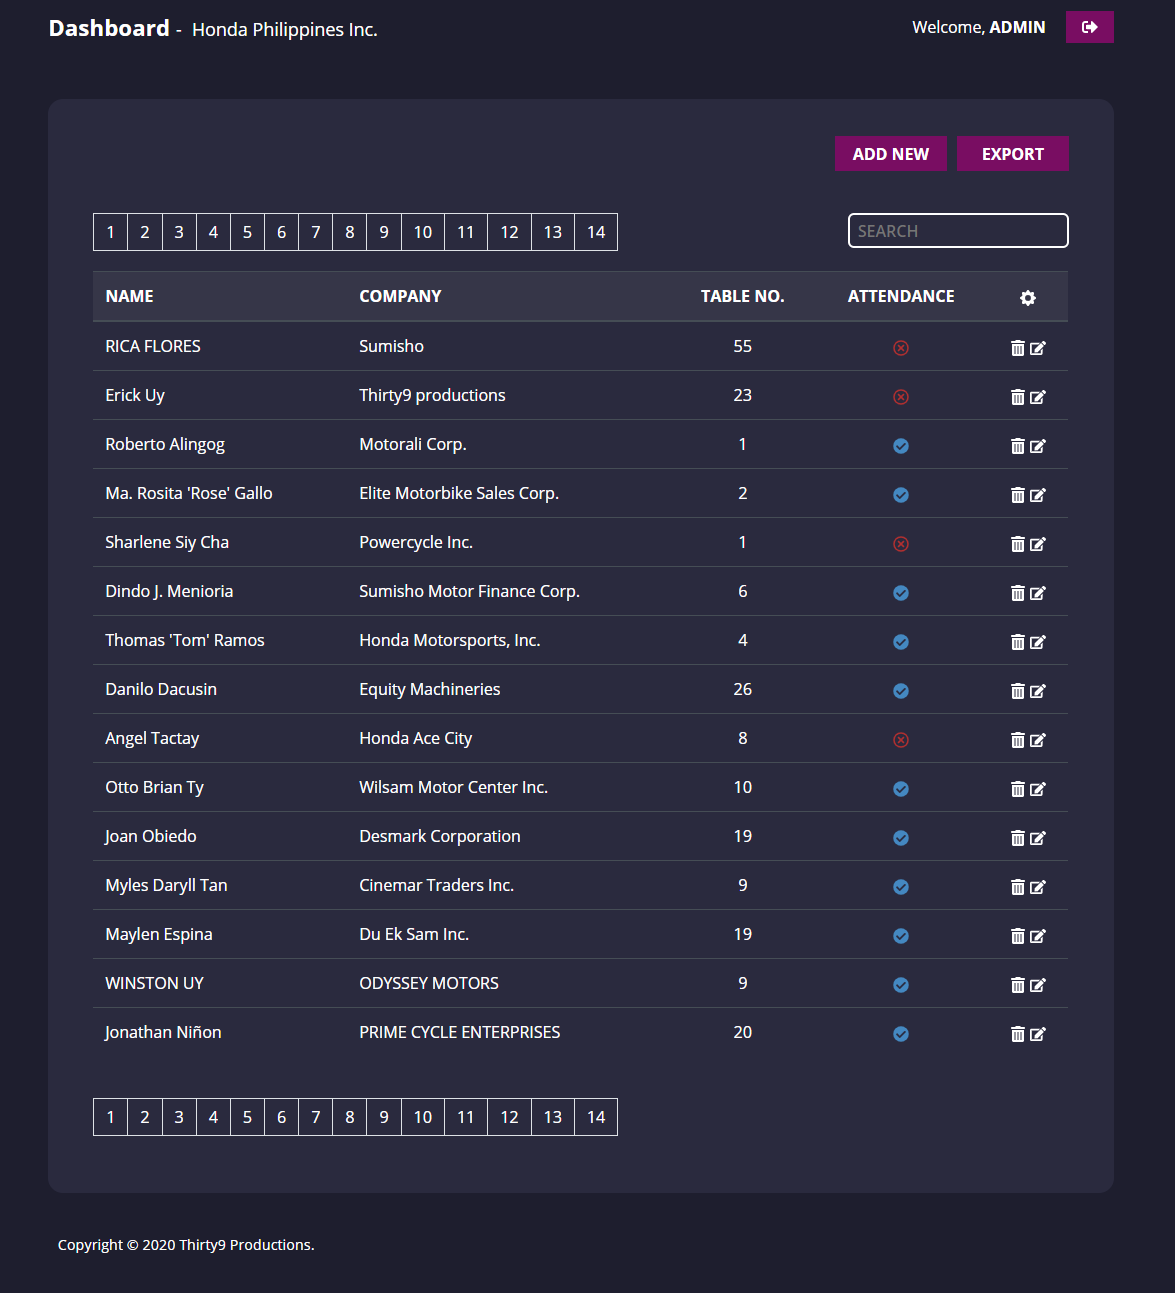 Dashboard - Honda Philippines Inc.
Welcome, ADMIN
ADD NEW EXPORT
1 2 3 4 5 6 7 8 9 10 11 12 13 14
SEARCH
NAME COMPANY TABLE NO. ATTENDANCE
RICA FLORES Sumisho 55
Erick Uy Thirty9 productions 23
Roberto Alingog Motorali Corp. 1
Ma. Rosita 'Rose' Gallo Elite Motorbike Sales Corp. 2
Sharlene Siy Cha Powercycle Inc. 1
Dindo J. Menioria Sumisho Motor Finance Corp. 6
Thomas 'Tom' Ramos Honda Motorsports, Inc. 4
Danilo Dacusin Equity Machineries 26
Angel Tactay Honda Ace City 8
Otto Brian Ty Wilsam Motor Center Inc. 10
Joan Obiedo Desmark Corporation 19
Myles Daryll Tan Cinemar Traders Inc. 9
Maylen Espina Du Ek Sam Inc. 19
WINSTON UY ODYSSEY MOTORS 9
Jonathan Niñon PRIME CYCLE ENTERPRISES 20
1 2 3 4 5 6 7 8 9 10 11 12 13 14
Copyright © 2020 Thirty9 Productions.